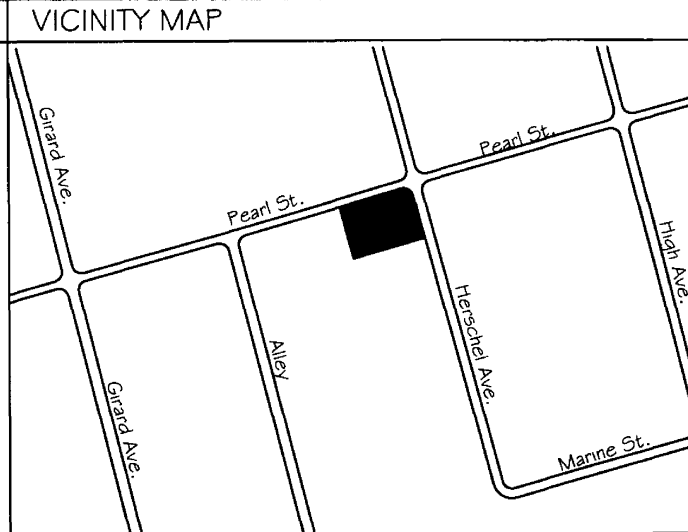 VICINITY MAP
Girard Ave.
Pearl St.
Pearl St.
High Ave.
Herschel Ave.
Alley
Girard Ave.
Marine St.